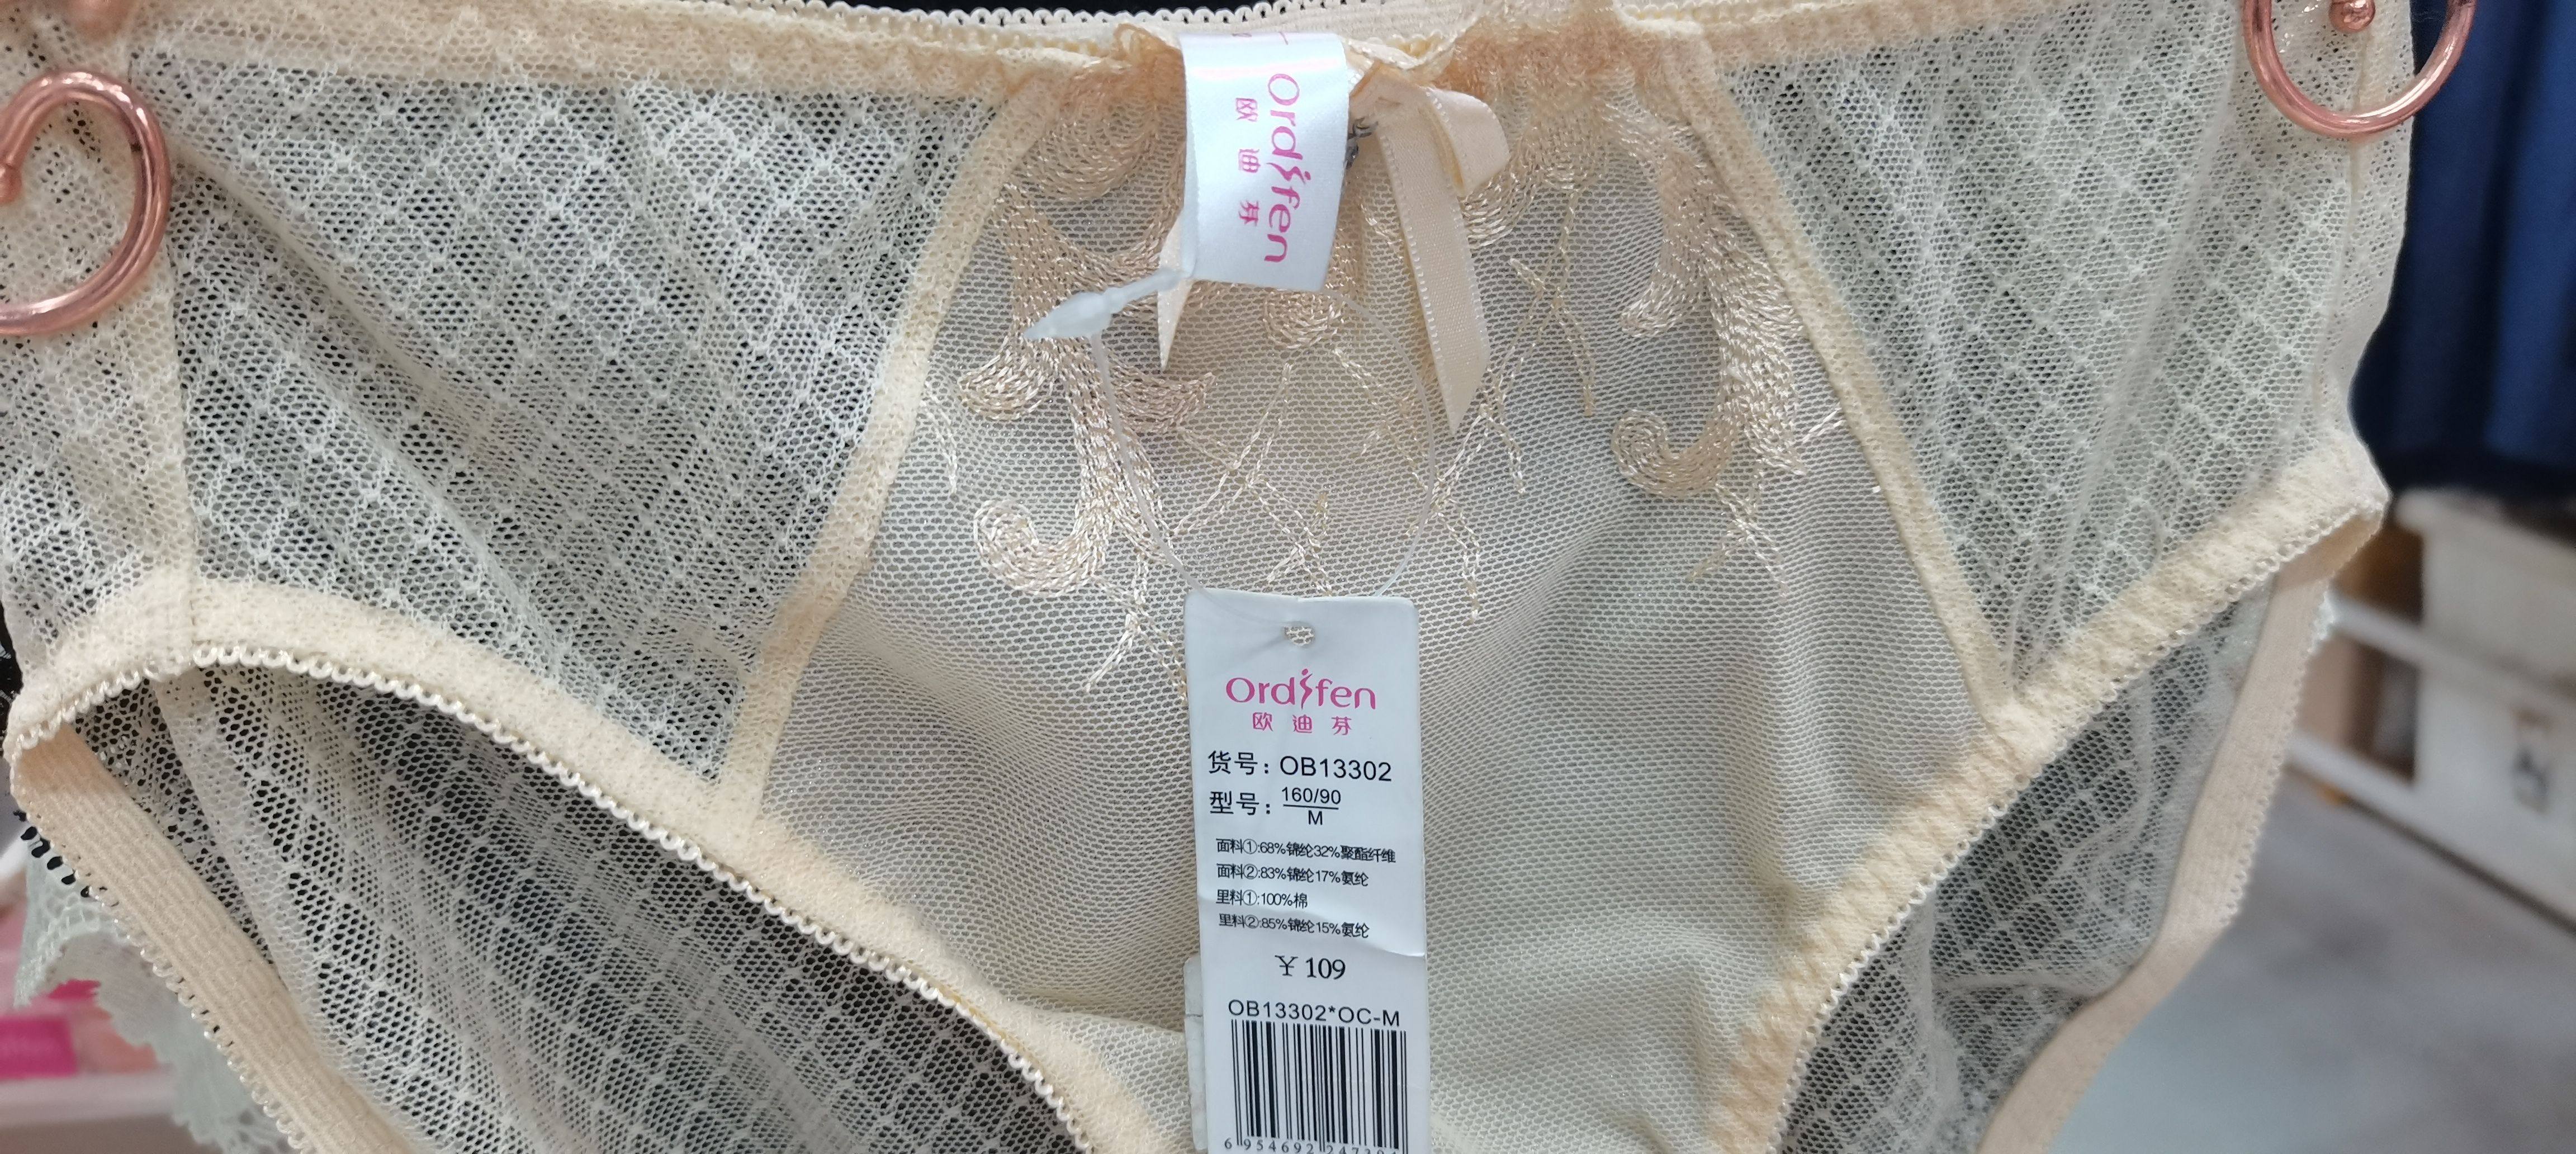 Ordifen
欧迪芬
Ordifen
欧迪芬
货号：OB13302
型号：160/90
M
面料①:68%锦纶32%聚酯纤维
面料②:83%锦纶17%氨纶
里料①:100%棉
里料②:85%锦纶15%氨纶
¥ 109
OB13302*OC-M